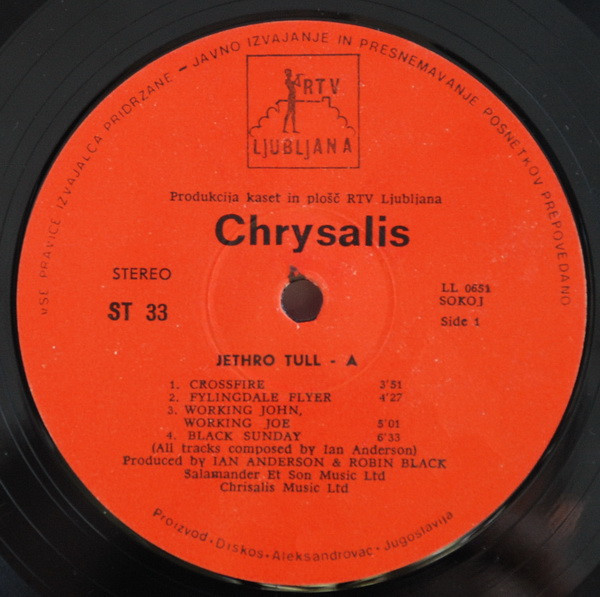 VSE PRAVICE IZVAJALCA PRIDRZANE - JAVNO IZVAJANJE IN PRESNEMAVANJE POSNETKOV PREPOVEDANO
RTV
LJUBLJANA
Produkcija kaset in plošč RTV Ljubljana
Chrysalis
STEREO
ST 33
LL 0651
SOKOJ
Side 1
JETHRO TULL - A
1. CROSSFIRE 3'51
2. FYLINGDALE FLYER 4'27
3. WORKING JOHN,
WORKING JOE 5'01
4. BLACK SUNDAY 6'33
(All tracks composed by Ian Anderson)
Produced by IAN ANDERSON & ROBIN BLACK
Salamander Et Son Music Ltd
Chrisalis Music Ltd
Proizvod - Diskos - Aleksandrovac - Jugoslavija